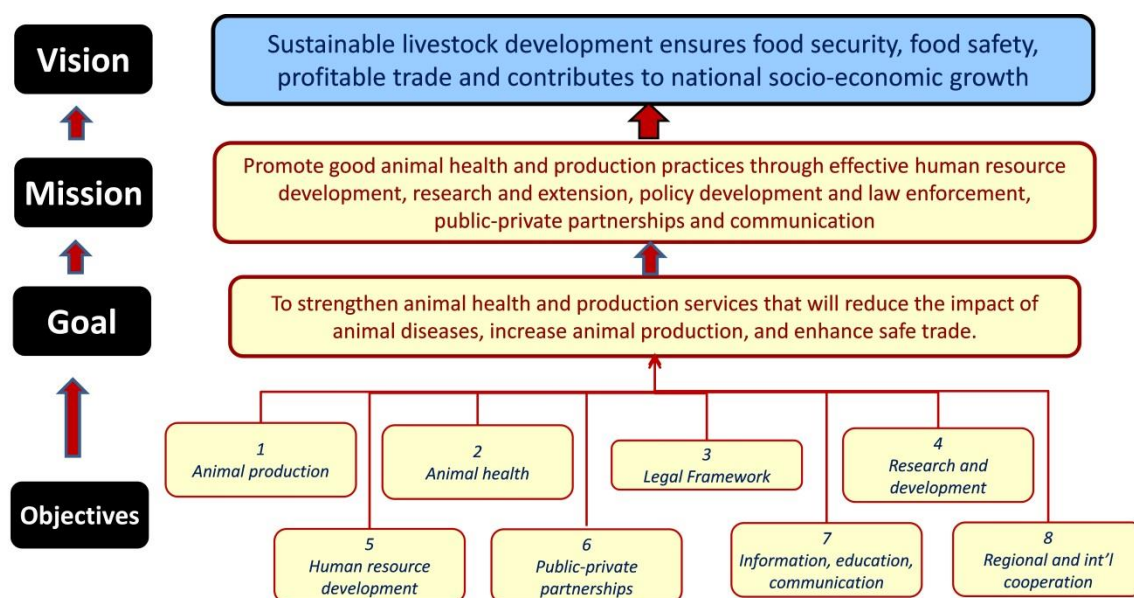 Vision
Sustainable livestock development ensures food security, food safety,
profitable trade and contributes to national socio-economic growth
Mission
Promote good animal health and production practices through effective human resource
development, research and extension, policy development and law enforcement,
public-private partnerships and communication
Goal
To strengthen animal health and production services that will reduce the impact of
animal diseases, increase animal production, and enhance safe trade.
Objectives
1
Animal production
2
Animal health
3
Legal Framework
4
Research and
development
5
Human resource
development
6
Public-private
partnerships
7
Information, education,
communication
8
Regional and int'l
cooperation